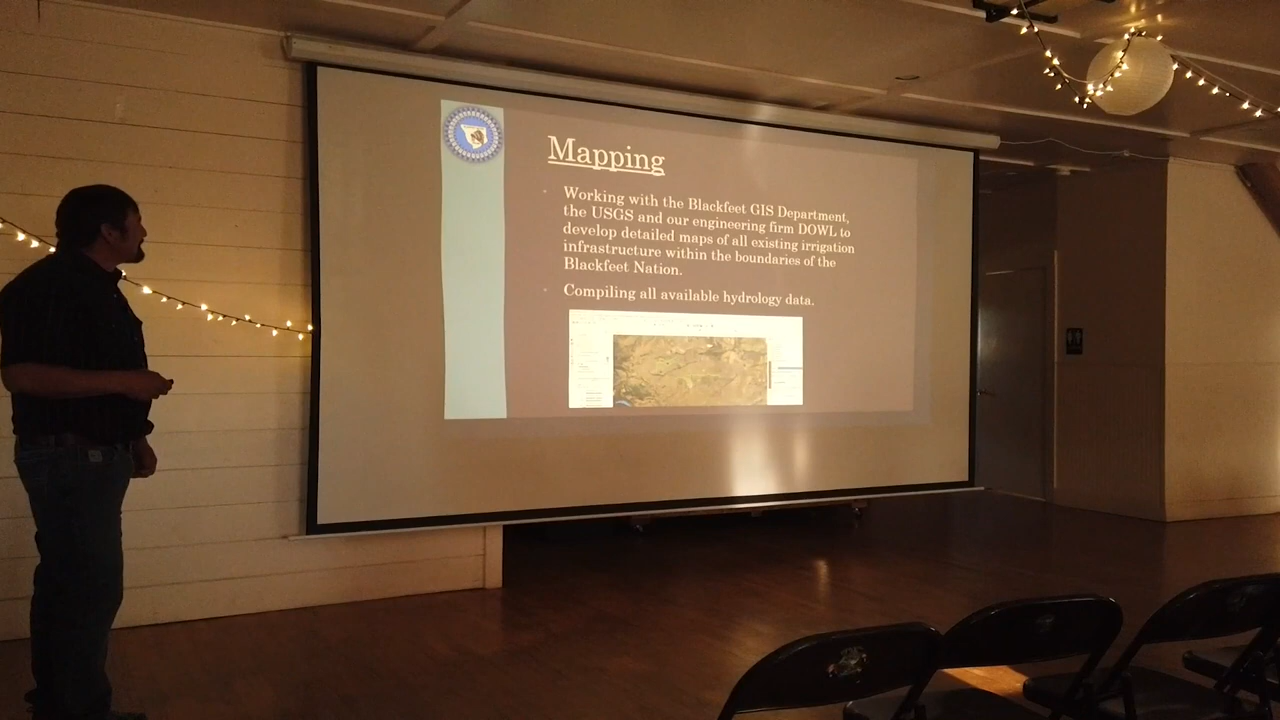 Mapping
Working with the Blackfeet GIS Department,
the USGS and our engineering firm DOWL to
develop detailed maps of all existing irrigation
infrastructure within the boundaries of the
Blackfeet Nation.
Compiling all available hydrology data.